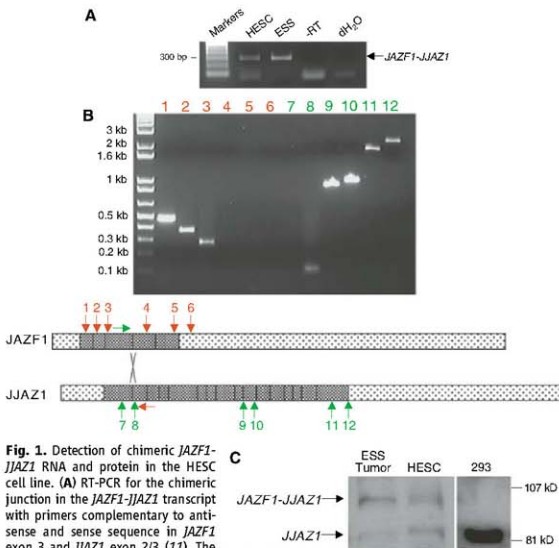 A
Markers
HESC
ESS
-RT
dH2O
300 bp
JAZF1-JJAZ1
B
1 2 3 4 5 6 7 8 9 10 11 12
3 kb
2 kb
1.6 kb
1 kb
0.5 kb
0.3 kb
0.2 kb
0.1 kb
1 2 3 4 5 6
JAZF1
JJAZ1
7 8 9 10 11 12
Fig. 1. Detection of chimeric JAZF1-
JJAZ1 RNA and protein in the HESC
cell line. (A) RT-PCR for the chimeric
junction in the JAZF1-JJAZ1 transcript
with primers complementary to anti-
sense and sense sequence in JAZF1
exon 3 and JJAZ1 exon 2/3 (11). The
C
ESS
Tumor
HESC
293
JAZF1-JJAZ1
107 kD
JJAZ1
81 kD